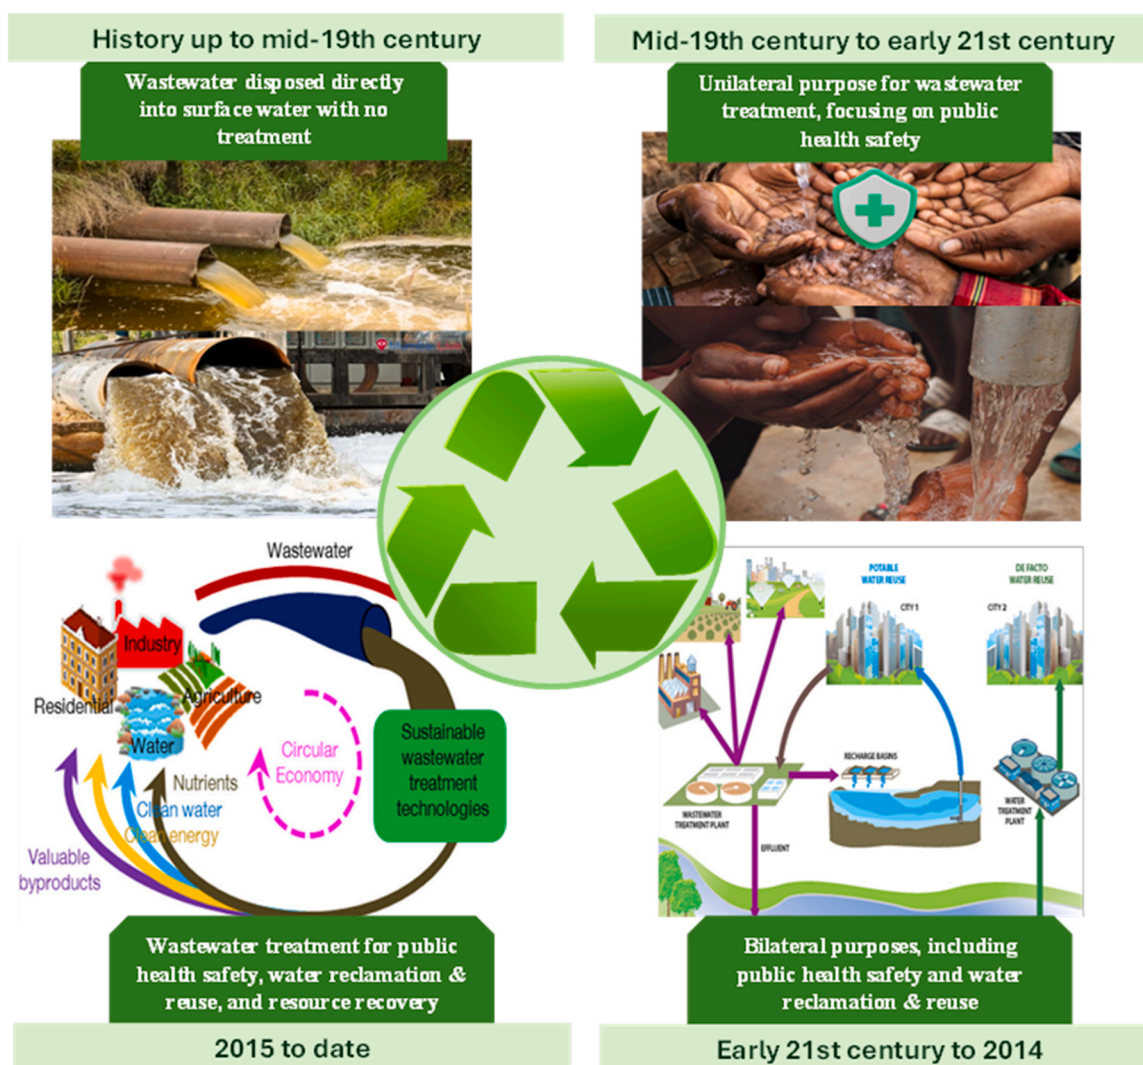 History up to mid-19th century
Wastewater disposed directly
into surface water with no
treatment
Mid-19th century to early 21st century
Unilateral purpose for wastewater
treatment, focusing on public
health safety
Wastewater
Industry
Residential
Agriculture
Water
Nutrients
Clean water
Clean energy
Valuable
byproducts
Circular
Economy
Sustainable
wastewater
treatment
technologies
POTABLE
WATER REUSE
CITY 1
DE FACTO
WATER REUSE
CITY 2
RECHARGE BASINS
WASTEWATER
TREATMENT PLANT
WATER
TREATMENT
PLANT
EFFLUENT
Wastewater treatment for public
health safety, water reclamation &
reuse, and resource recovery
2015 to date
Bilateral purposes, including
public health safety and water
reclamation & reuse
Early 21st century to 2014